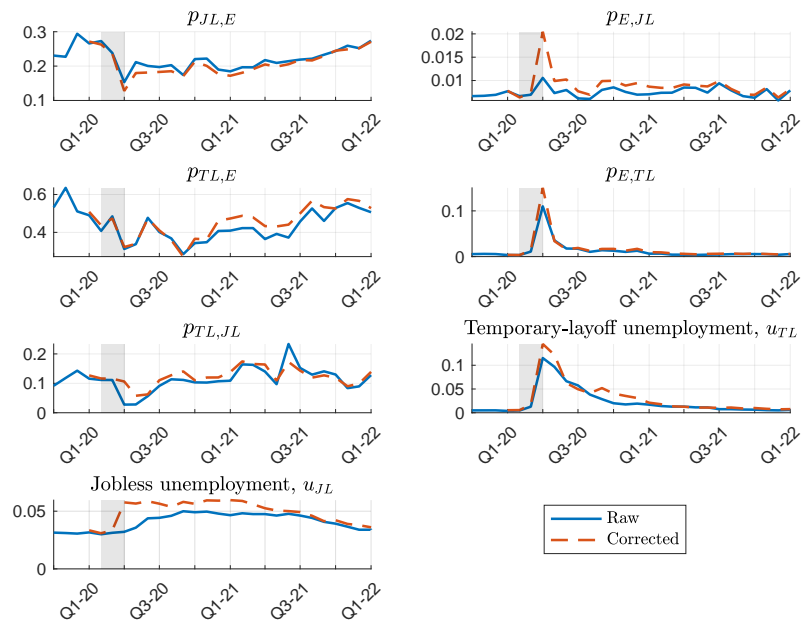 p_{JL,E}
0.3
0.2
0.1
Q1-20
Q3-20
Q1-21
Q3-21
Q1-22
p_{E,JL}
0.02
0.015
0.01
Q1-20
Q3-20
Q1-21
Q3-21
Q1-22
p_{TL,E}
0.6
0.4
Q1-20
Q3-20
Q1-21
Q3-21
Q1-22
p_{E,TL}
0.1
0
Q1-20
Q3-20
Q1-21
Q3-21
Q1-22
p_{TL,JL}
0.2
0.1
0
Q1-20
Q3-20
Q1-21
Q3-21
Q1-22
Temporary-layoff unemployment, u_{TL}
0.1
0.05
0
Q1-20
Q3-20
Q1-21
Q3-21
Q1-22
Jobless unemployment, u_{JL}
0.05
0
Q1-20
Q3-20
Q1-21
Q3-21
Q1-22
Raw
Corrected